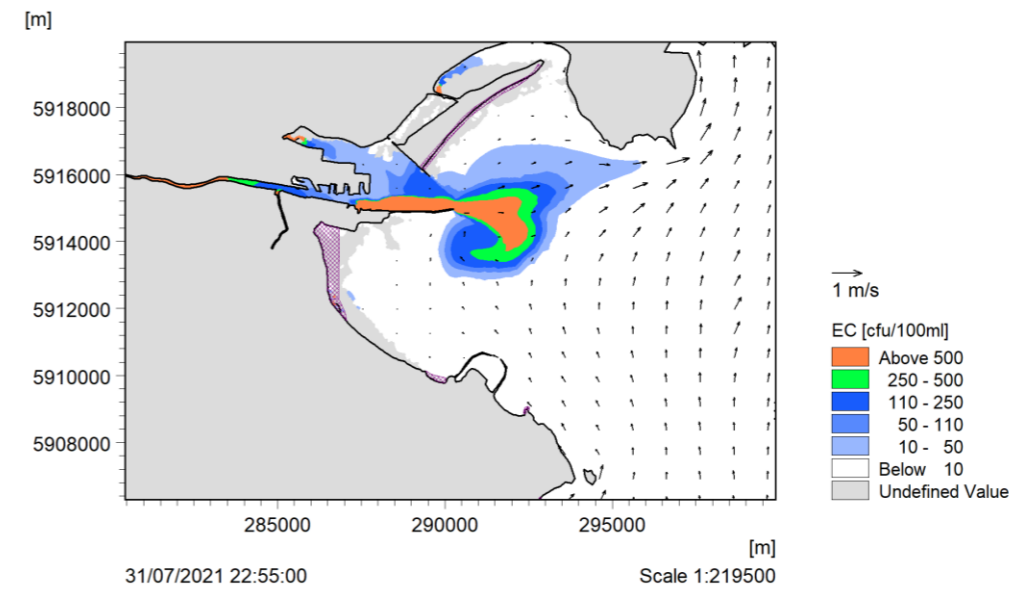 [m]
5918000
5916000
5914000
5912000
5910000
5908000
285000 290000 295000
[m]
31/07/2021 22:55:00 Scale 1:219500
1 m/s
EC [cfu/100ml]
Above 500
250 - 500
110 - 250
50 - 110
10 - 50
Below 10
Undefined Value